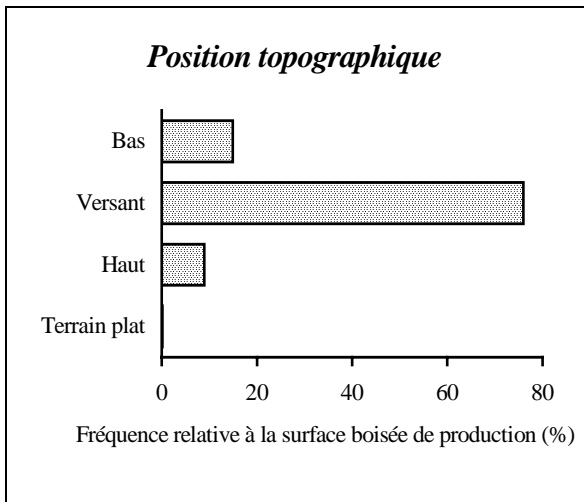 Position topographique
Bas
Versant
Haut
Terrain plat
0 20 40 60 80
Fréquence relative à la surface boisée de production (%)